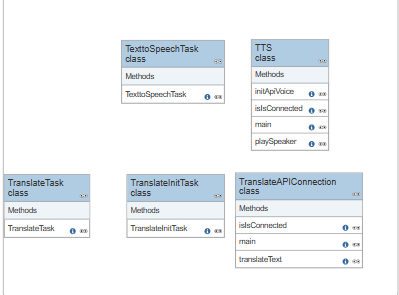 TexttoSpeechTask
class
Methods
TexttoSpeechTask
TTS
class
Methods
initApiVoice
isIsConnected
main
playSpeaker
TranslateTask
class
Methods
TranslateTask
TranslateInitTask
class
Methods
TranslateInitTask
TranslateAPIConnection
class
Methods
isIsConnected
main
translateText